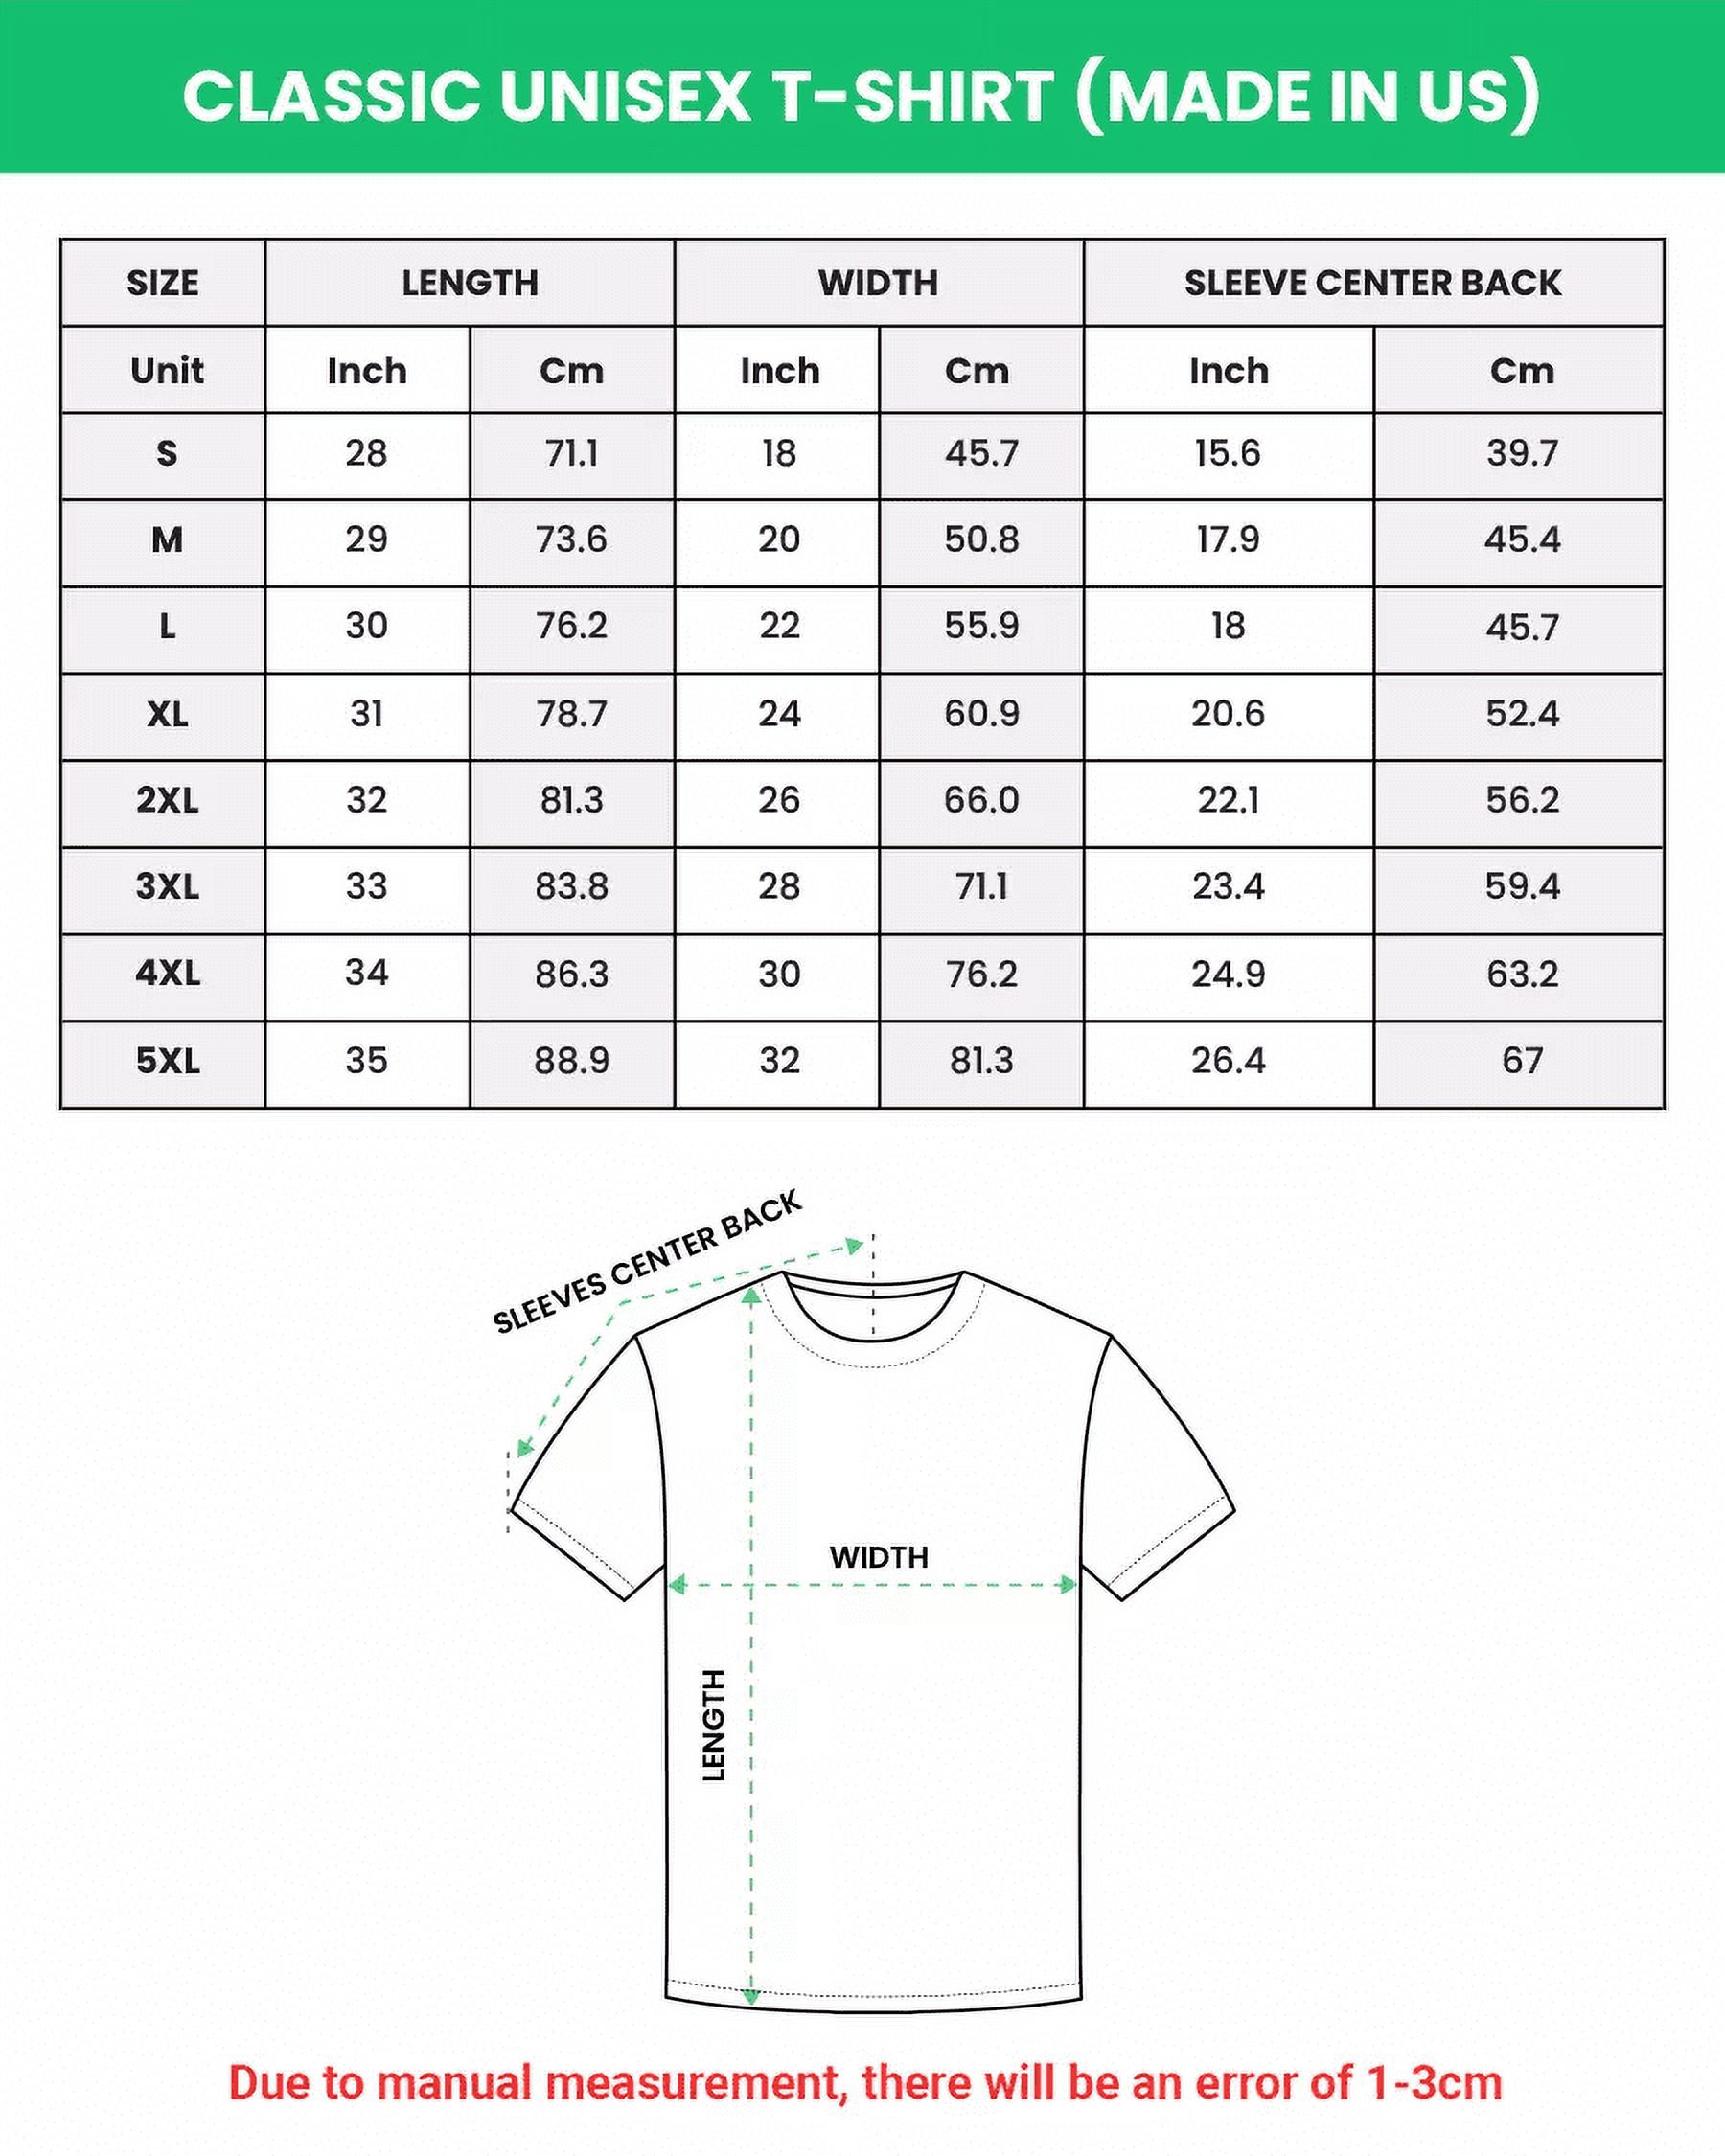 CLASSIC UNISEX T-SHIRT (MADE IN US)
SIZE LENGTH WIDTH SLEEVE CENTER BACK
Unit Inch Cm Inch Cm Inch Cm
S 28 71.1 18 45.7 15.6 39.7
M 29 73.6 20 50.8 17.9 45.4
L 30 76.2 22 55.9 18 45.7
XL 31 78.7 24 60.9 20.6 52.4
2XL 32 81.3 26 66.0 22.1 56.2
3XL 33 83.8 28 71.1 23.4 59.4
4XL 34 86.3 30 76.2 24.9 63.2
5XL 35 88.9 32 81.3 26.4 67
SLEEVES CENTER BACK
WIDTH
LENGTH
Due to manual measurement, there will be an error of 1-3cm